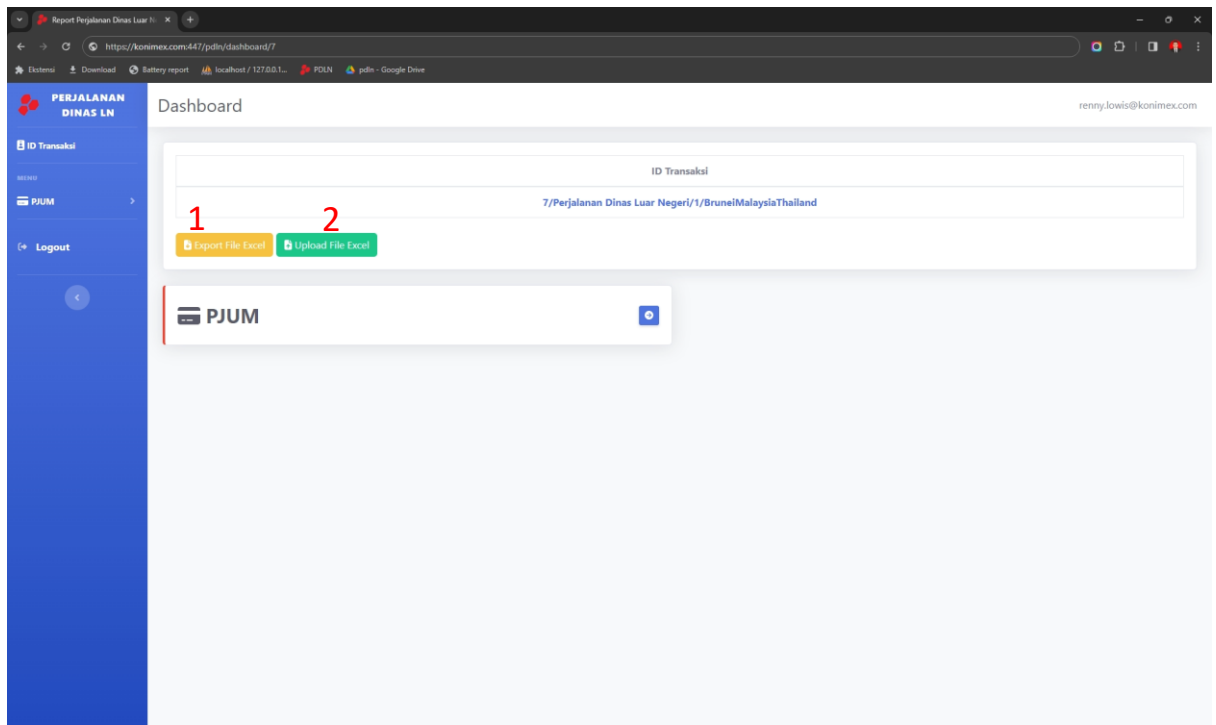 Report Perjalanan Dinas Luar N
https://konimex.com:447/pdln/dashboard/7
Ekstensi Download Battery report localhost / 127.0.0.1... PDLN pdln - Google Drive
PERJALANAN
DINAS LN
Dashboard
renny.lowis@konimex.com
ID Transaksi
MENU
PJUM
Logout
ID Transaksi
7/Perjalanan Dinas Luar Negeri/1/BruneiMalaysiaThailand
1 2
Export File Excel Upload File Excel
PJUM